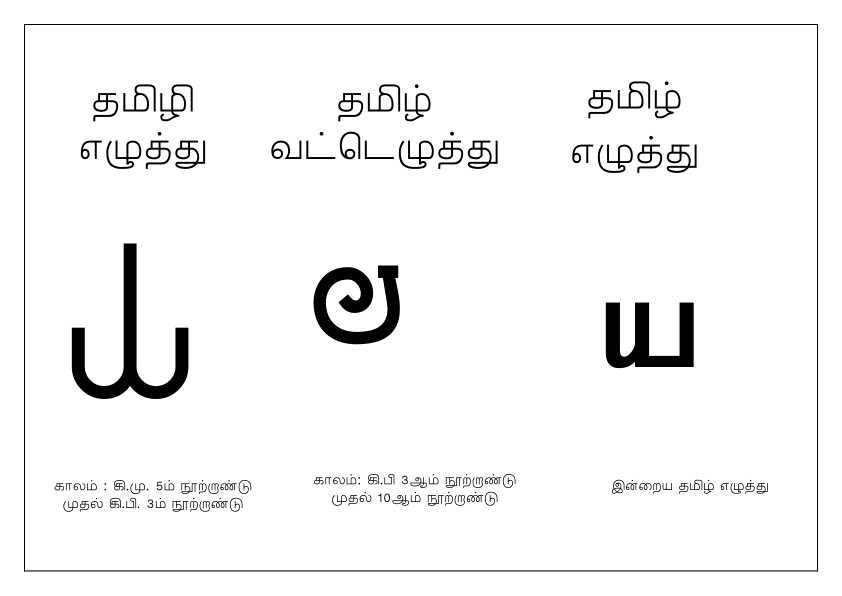 தமிழி
எழுத்து
தமிழ்
வட்டெழுத்து
தமிழ்
எழுத்து
𑀬
ய
காலம் : கி.மு. 5ம் நூற்றாண்டு
முதல் கி.பி. 3ம் நூற்றாண்டு
காலம்: கி.பி 3ஆம் நூற்றாண்டு
முதல் 10ஆம் நூற்றாண்டு
இன்றைய தமிழ் எழுத்து